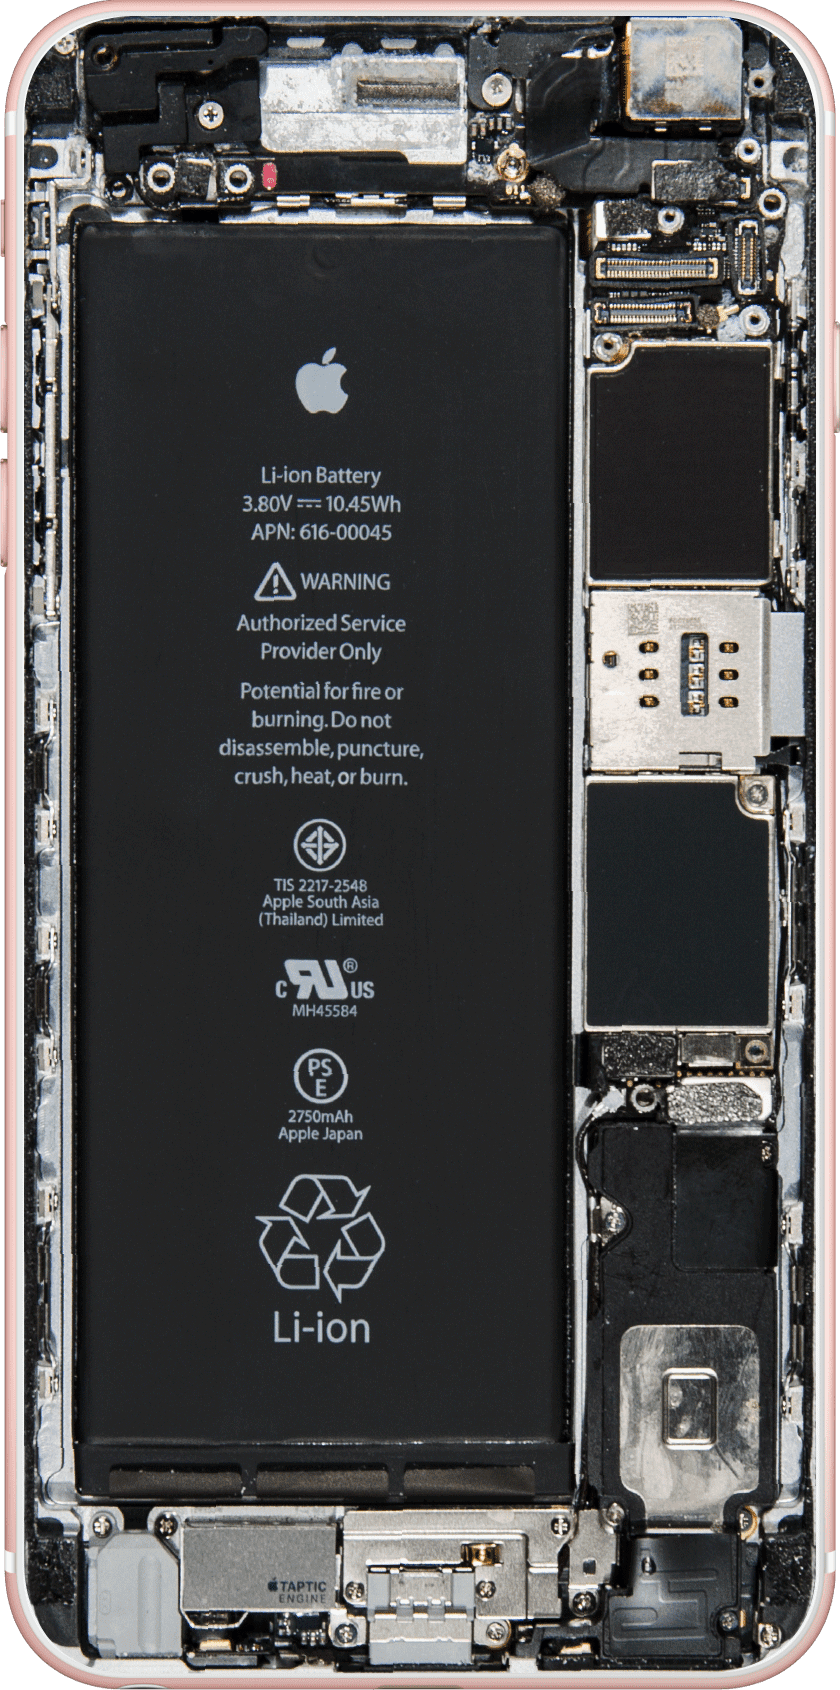 Li-ion Battery
3.80V ⎓ 10.45Wh
APN: 616-00045
WARNING
Authorized Service
Provider Only
Potential for fire or
burning. Do not
disassemble, puncture,
crush, heat, or burn.
TIS 2217-2548
Apple South Asia
(Thailand) Limited
c RU US ®
MH45584
PS
E
2750mAh
Apple Japan
Li-ion
TAPTIC
ENGINE